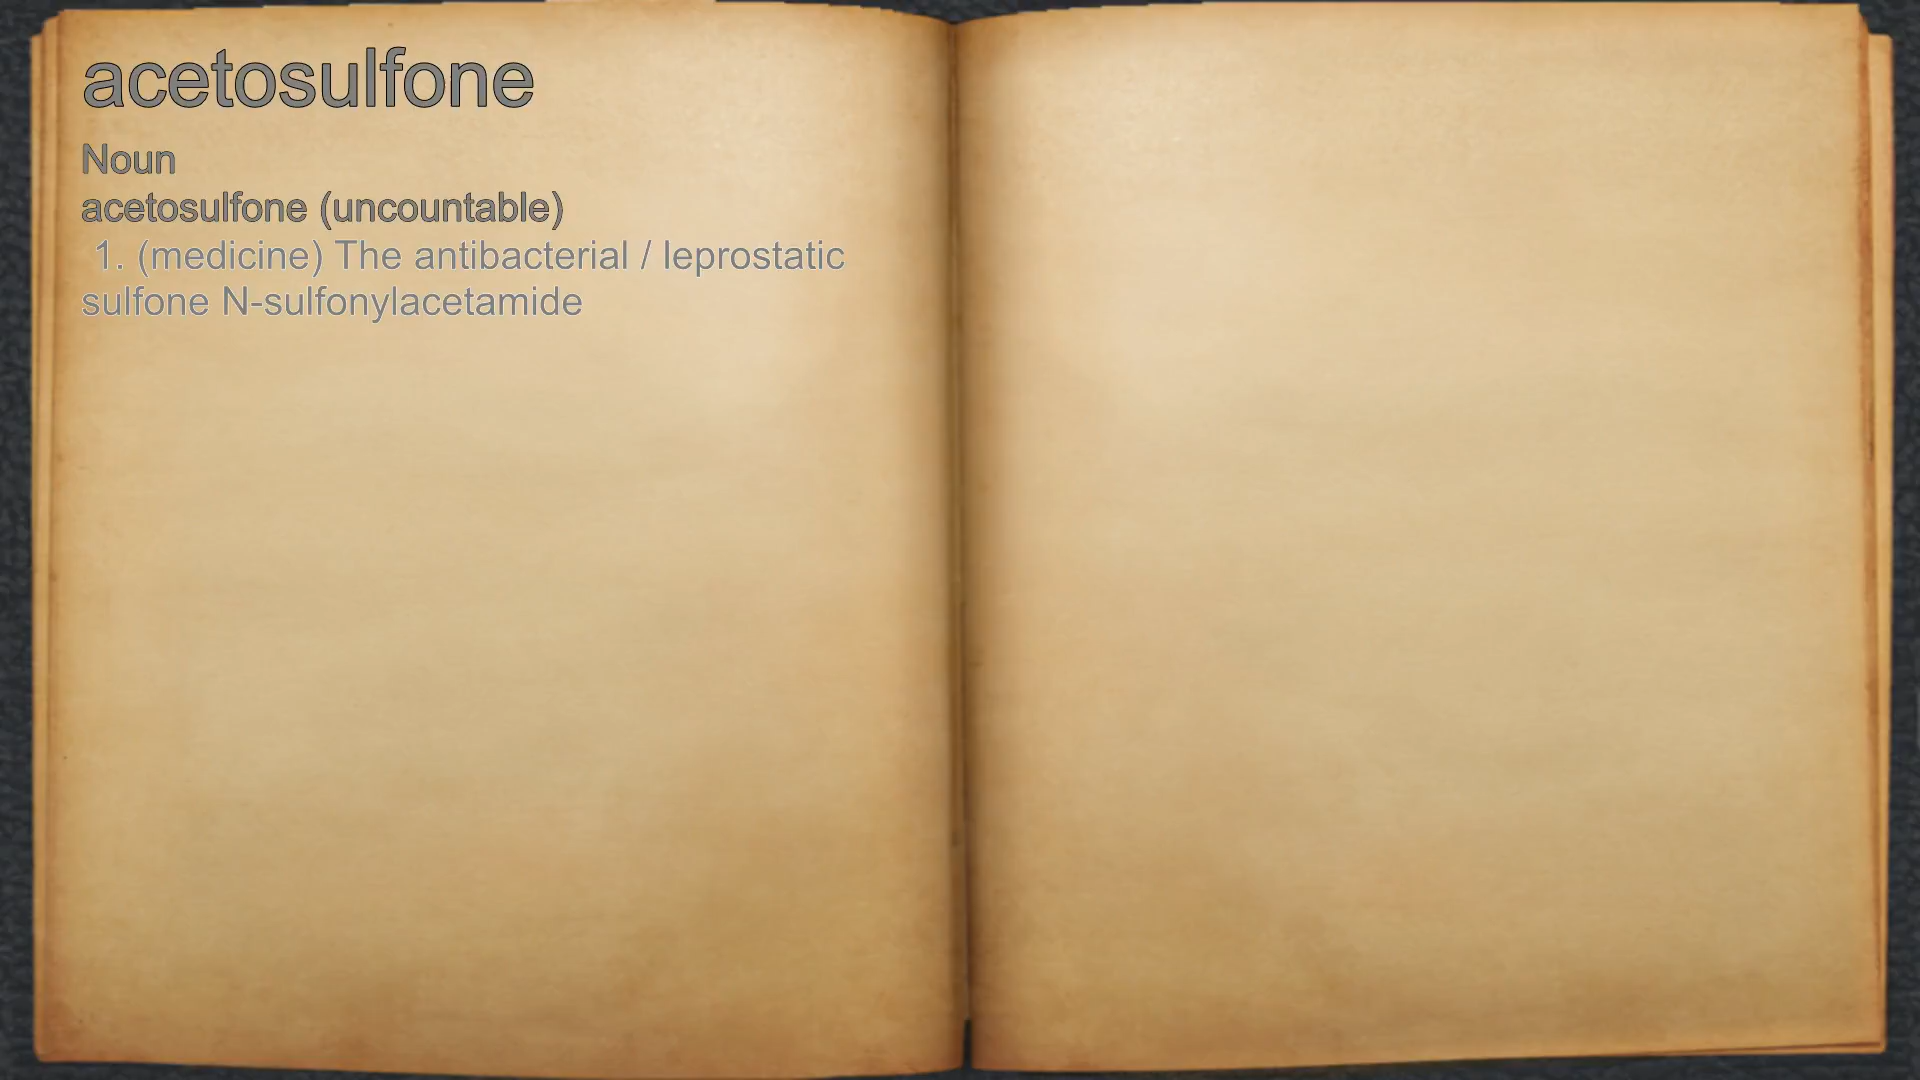 acetosulfone
Noun
acetosulfone (uncountable)
1. (medicine) The antibacterial / leprostatic
sulfone N-sulfonylacetamide